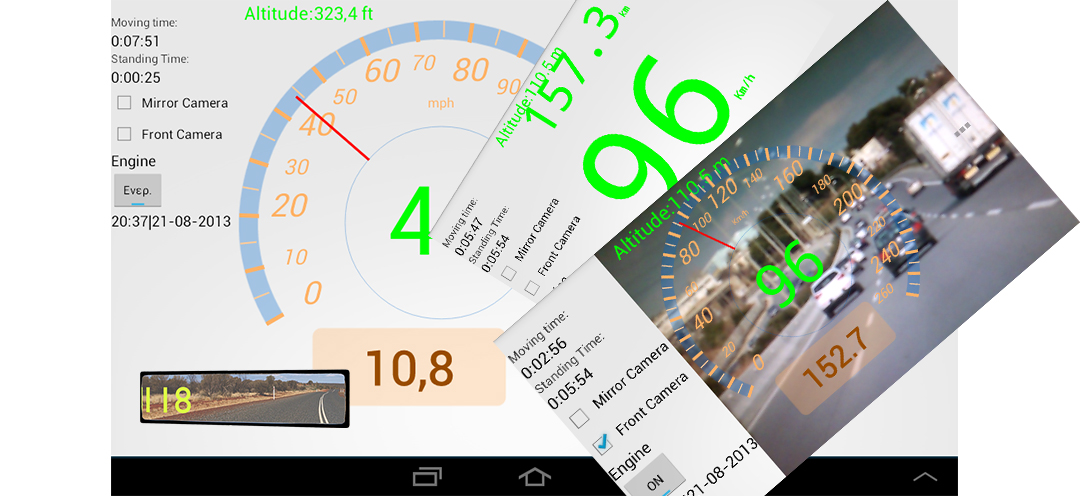 Altitude:323,4 ft
Moving time:
0:07:51
Standing Time:
0:00:25
Mirror Camera
Front Camera
Engine
Ενερ.
20:37|21-08-2013
0
10
20
30
40
50
60
70
80
90
mph
4
10,8
118
157.3 km
Altitude:110.5 m
96 Km/h
Moving time:
0:05:47
Standing Time:
0:05:54
Mirror Camera
Front Camera
Altitude:110.5 m
0
20
40
80
100
120
140
160
180
200
240
260
Km/h
96
152.7
Moving time:
0:02:56
Standing Time:
0:05:54
Mirror Camera
Front Camera
Engine
ON
21-08-2013